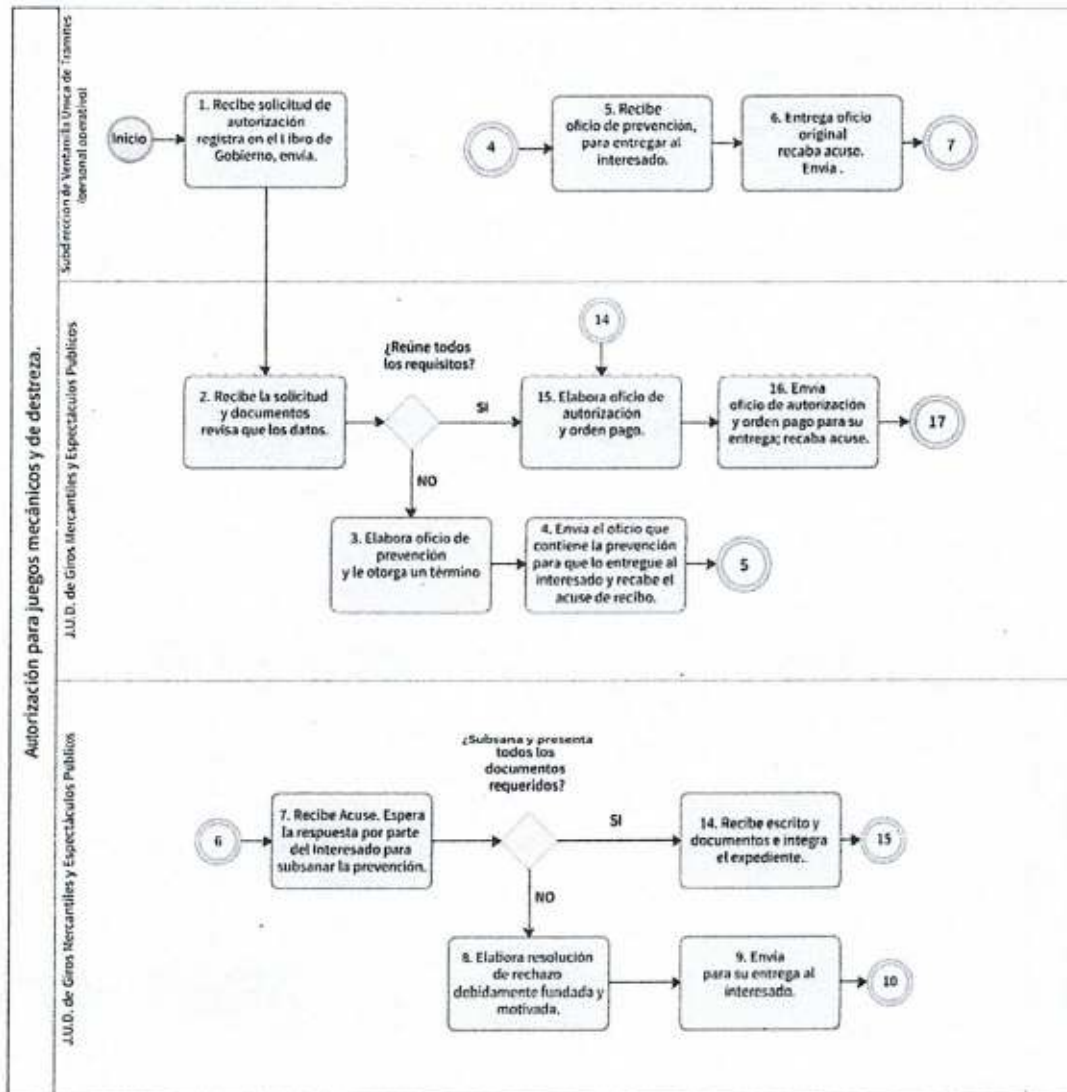 Autorización para juegos mecánicos y de destreza.
Subdirección de Ventanilla Unica de Tramites
(personal operativo)
Inicio
1. Recibe solicitud de
autorización
registra en el Libro de
Gobierno, envía.
4
5. Recibe
oficio de prevención,
para entregar al
interesado.
6. Entrega oficio
original
recaba acuse.
Envia .
7
J.U.D. de Giros Mercantiles y Espectáculos Publicos
2. Recibe la solicitud
y documentos
revisa que los datos.
¿Reúne todos
los requisitos?
SI
NO
14
15. Elabora oficio de
autorización
y orden pago.
16. Envia
oficio de autorización
y orden pago para su
entrega; recaba acuse.
17
3. Elabora oficio de
prevención
y le otorga un término
4. Envia el oficio que
contiene la prevención
para que lo entregue al
interesado y recabe el
acuse de recibo.
5
J.U.D. de Giros Mercantiles y Espectáculos Publicos
6
7. Recibe Acuse. Espera
la respuesta por parte
del Interesado para
subsanar la prevención.
¿Subsana y presenta
todos los
documentos
requeridos?
SI
NO
14. Recibe escrito y
documentos e integra
el expediente.
15
8. Elabora resolución
de rechazo
debidamente fundada y
motivada.
9. Envia
para su entrega al
interesado.
10